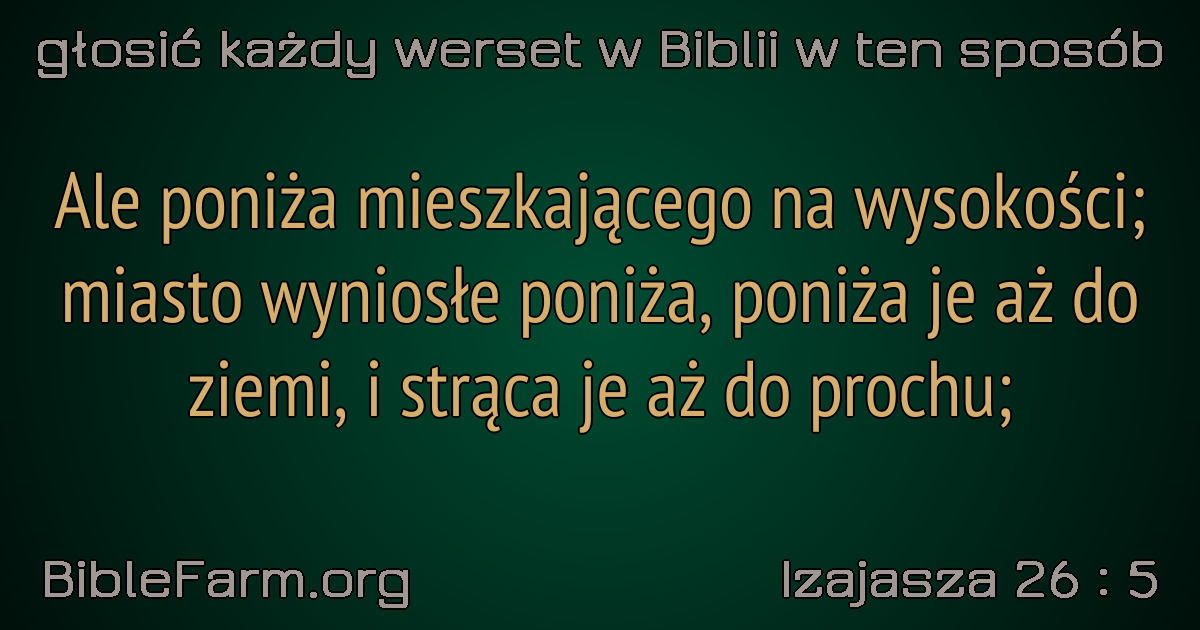 głosić każdy werset w Biblii w ten sposób
Ale poniża mieszkającego na wysokości;
miasto wyniosłe poniża, poniża je aż do
ziemi, i strąca je aż do prochu;
BibleFarm.org
Izajasza 26 : 5